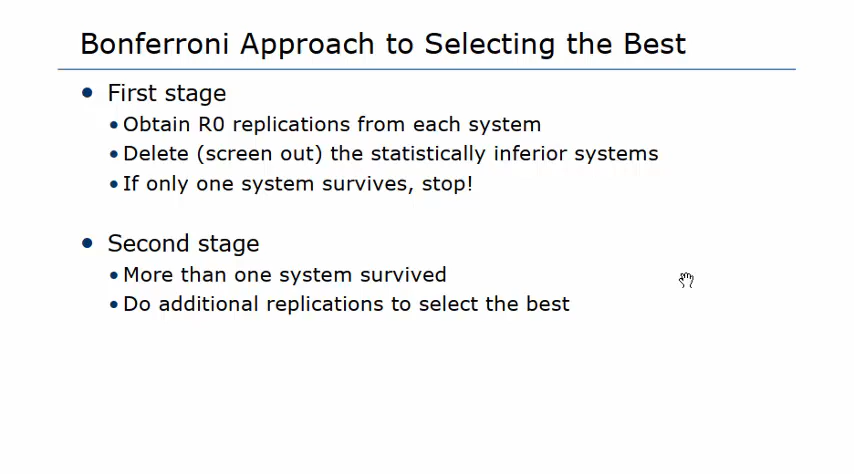 Bonferroni Approach to Selecting the Best
First stage
Obtain R0 replications from each system
Delete (screen out) the statistically inferior systems
If only one system survives, stop!
Second stage
More than one system survived
Do additional replications to select the best